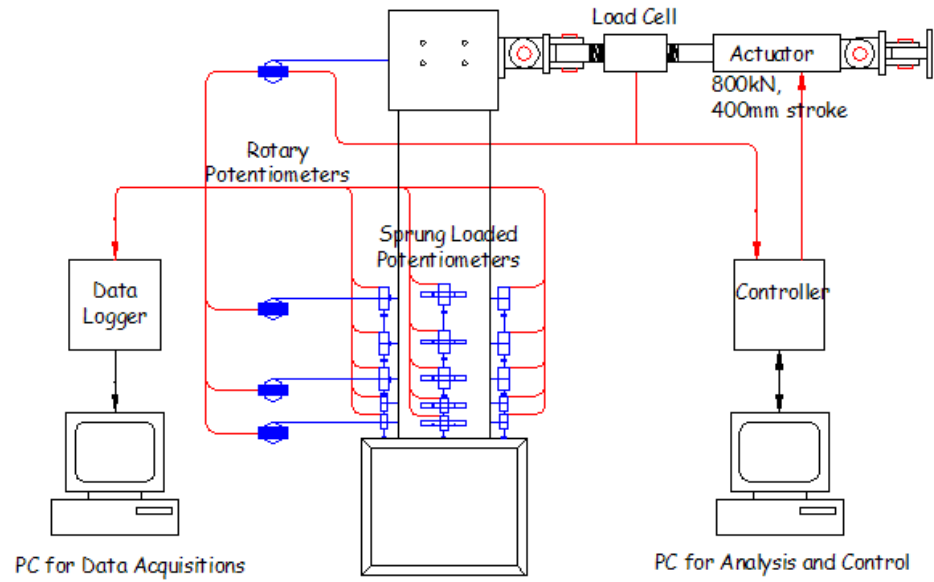 Load Cell
Actuator
800kN,
400mm stroke
Rotary
Potentiometers
Sprung Loaded
Potentiometers
Data
Logger
Controller
PC for Data Acquisitions
PC for Analysis and Control